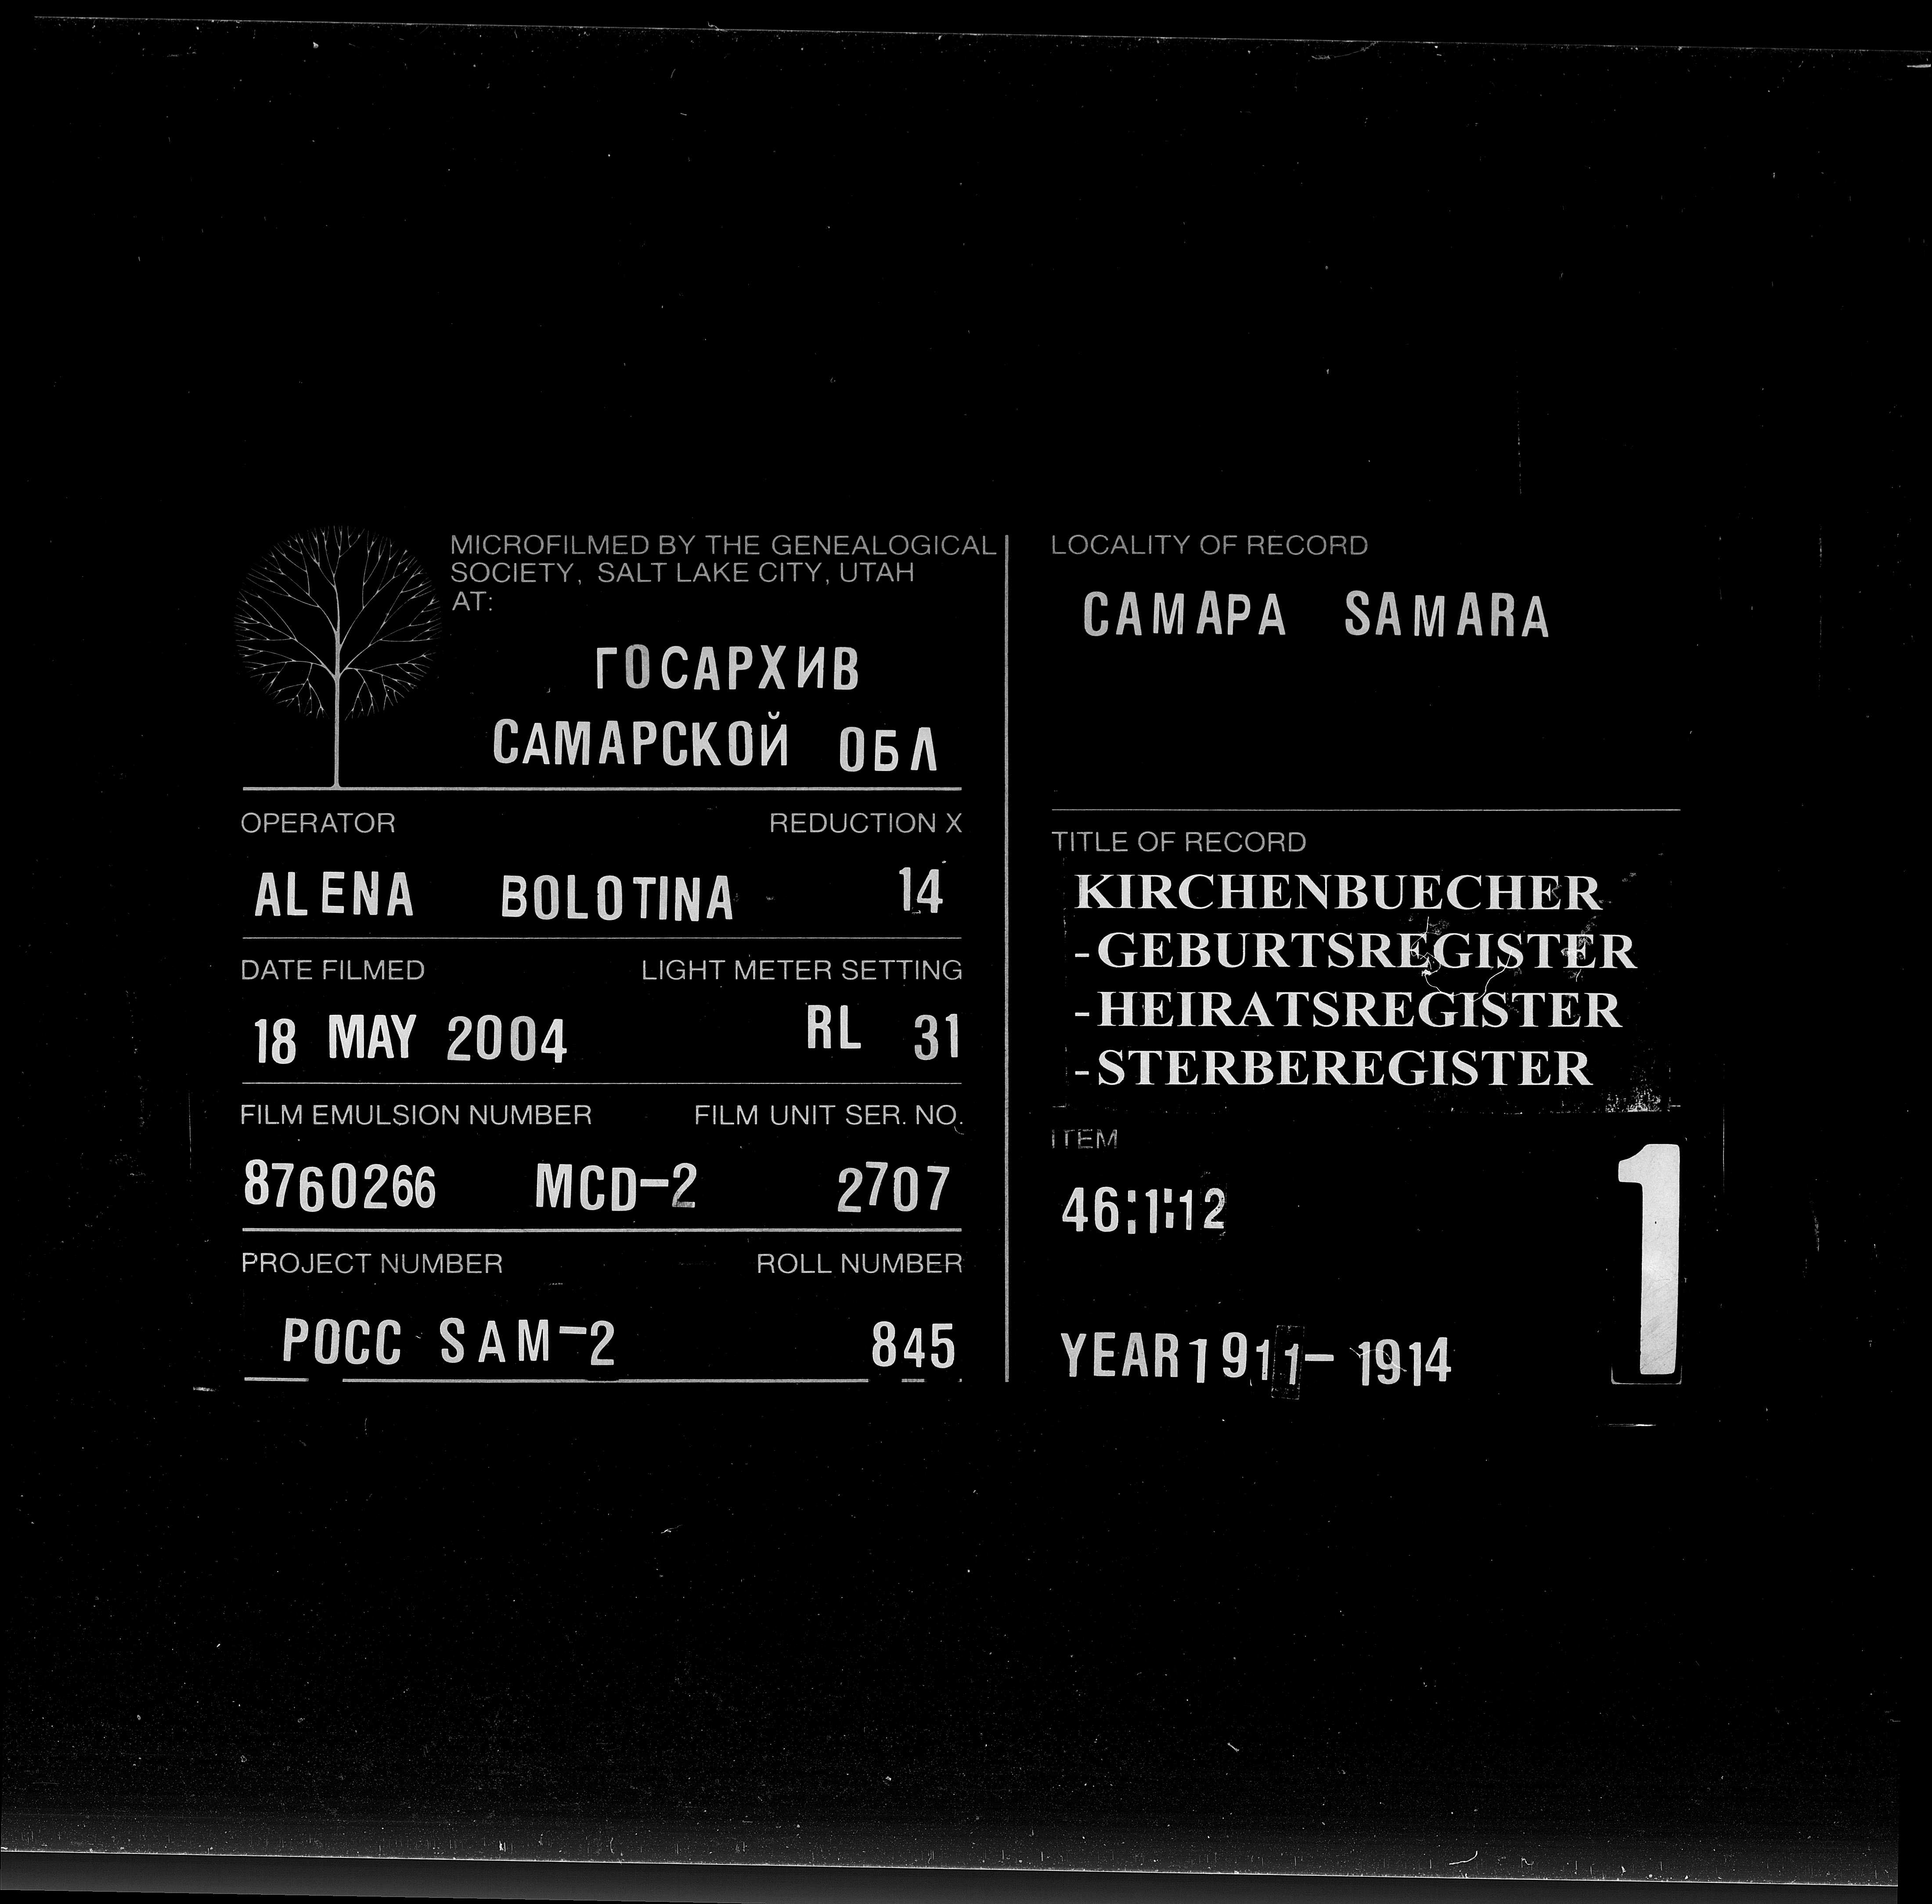 MICROFILMED BY THE GENEALOGICAL
SOCIETY, SALT LAKE CITY, UTAH
AT:
ГОСАРХИВ
САМАРСКОЙ ОБЛ
OPERATOR REDUCTION X
ALENA BOLOTINA 14
DATE FILMED LIGHT METER SETTING
18 MAY 2004 RL 31
FILM EMULSION NUMBER FILM UNIT SER. NO.
8760266 MCD-2 2707
PROJECT NUMBER ROLL NUMBER
РОСС SAM-2 845
LOCALITY OF RECORD
САМАРА SAMARA
TITLE OF RECORD
KIRCHENBUECHER
-GEBURTSREGISTER
-HEIRATSREGISTER
-STERBEREGISTER
ITEM
46:1:12
1
YEAR 1911-1914